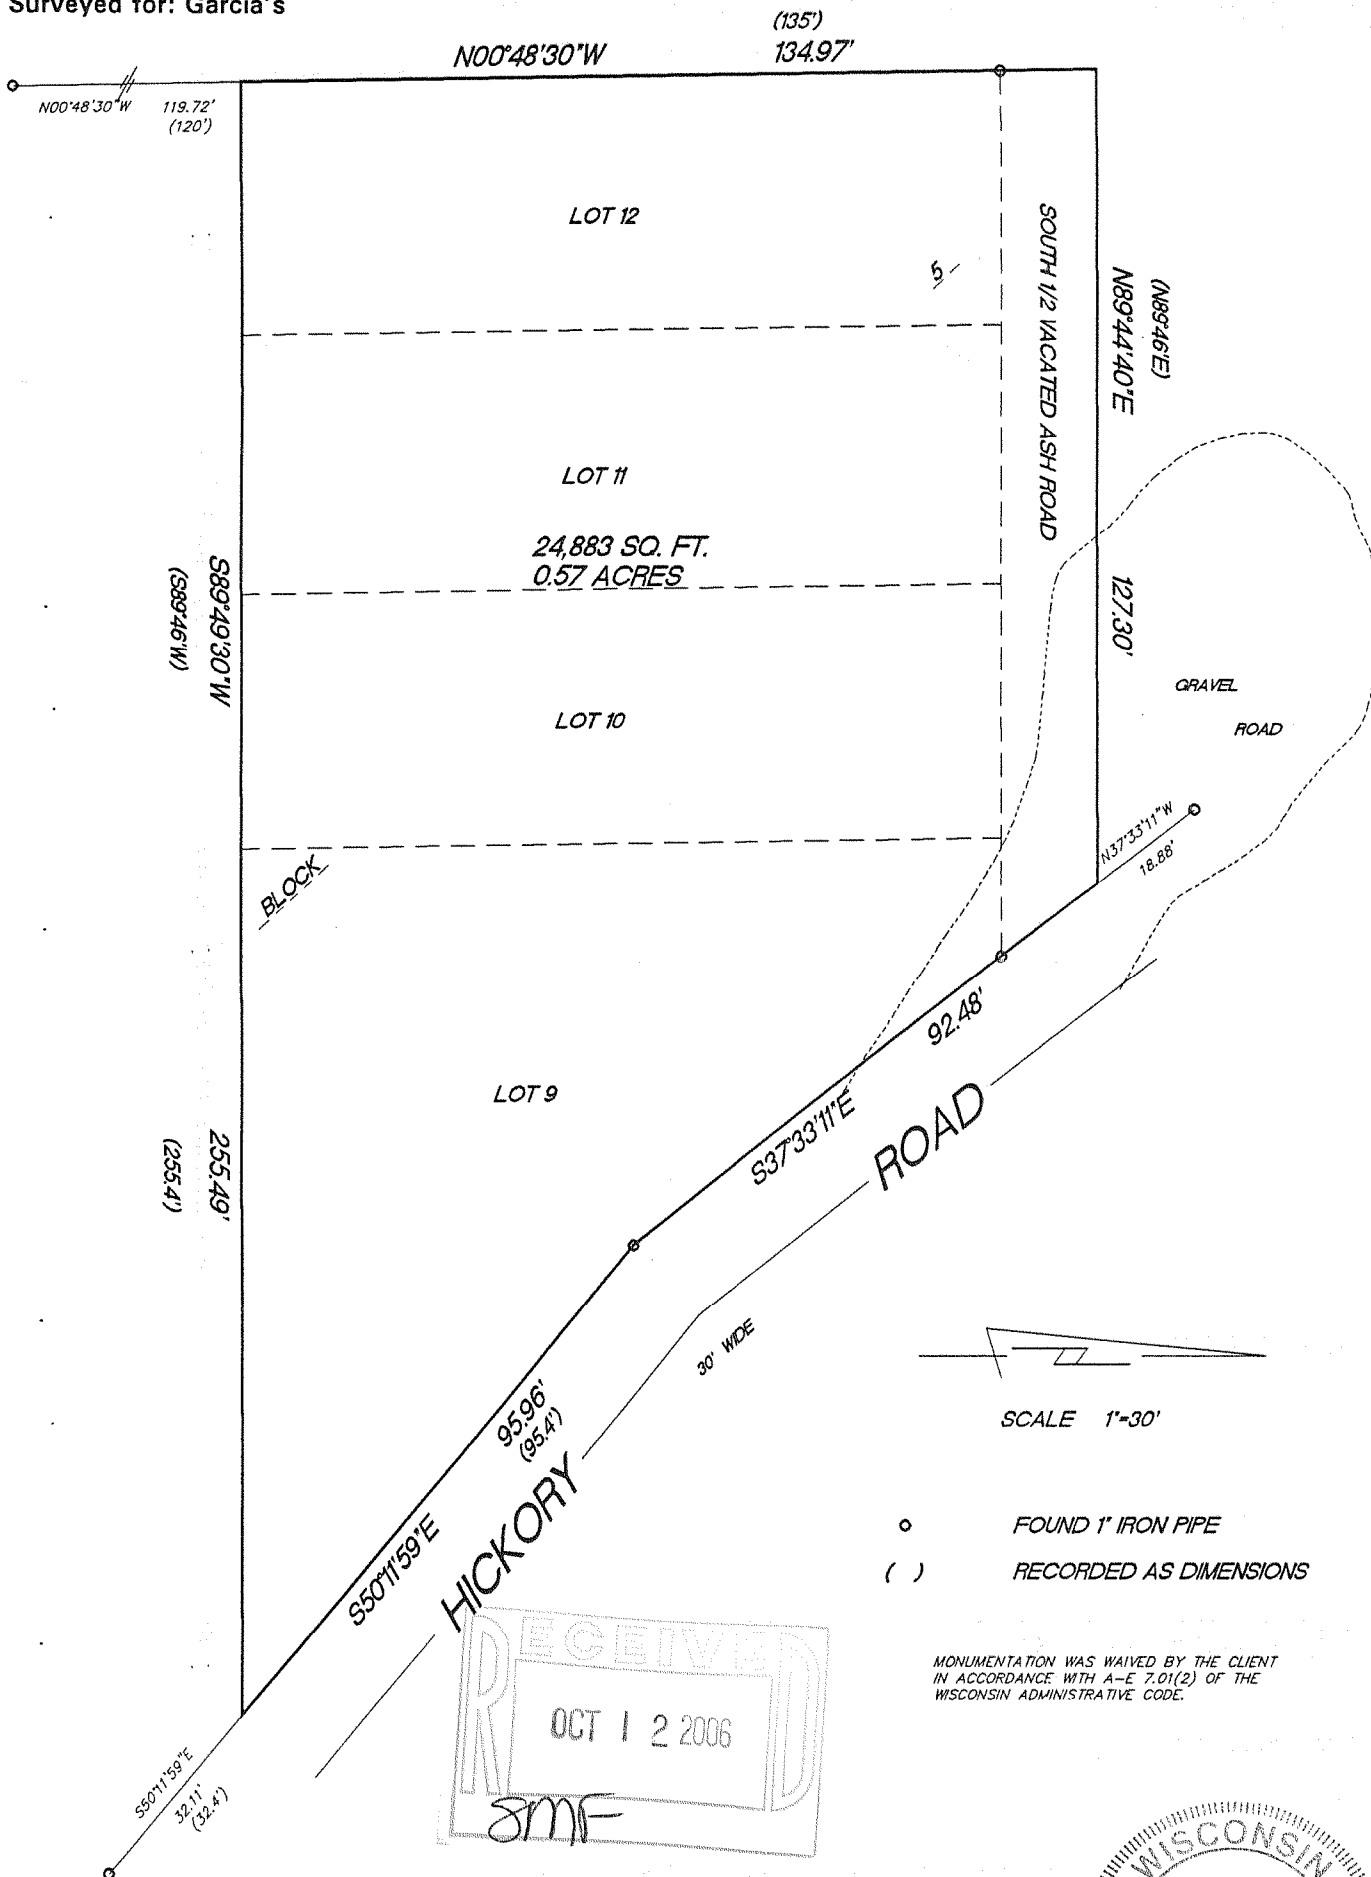 Surveyed for: Garcia's
(135')
N00°48'30"W 134.97'
N00°48'30"W 119.72'
(120')
LOT 12
5
SOUTH 1/2 VACATED ASH ROAD
(N89°46'E)
N89°44'40"E
127.30'
LOT 11
24,883 SQ. FT.
0.57 ACRES
S89°49'30"W
(S89°46'W)
LOT 10
GRAVEL
ROAD
N37°33'11"W
18.88'
BLOCK
92.48'
S37°33'11"E
LOT 9
255.49'
(255.4')
ROAD
30' WIDE
95.96'
(95.4')
HICKORY
S50°11'59"E
SCALE 1"=30'
FOUND 1" IRON PIPE
( ) RECORDED AS DIMENSIONS
MONUMENTATION WAS WAIVED BY THE CLIENT
IN ACCORDANCE WITH A-E 7.01(2) OF THE
WISCONSIN ADMINISTRATIVE CODE.
RECEIVED
OCT 12 2006
SMF
S50°11'59"E
32.11'
(32.4')
WISCONSIN